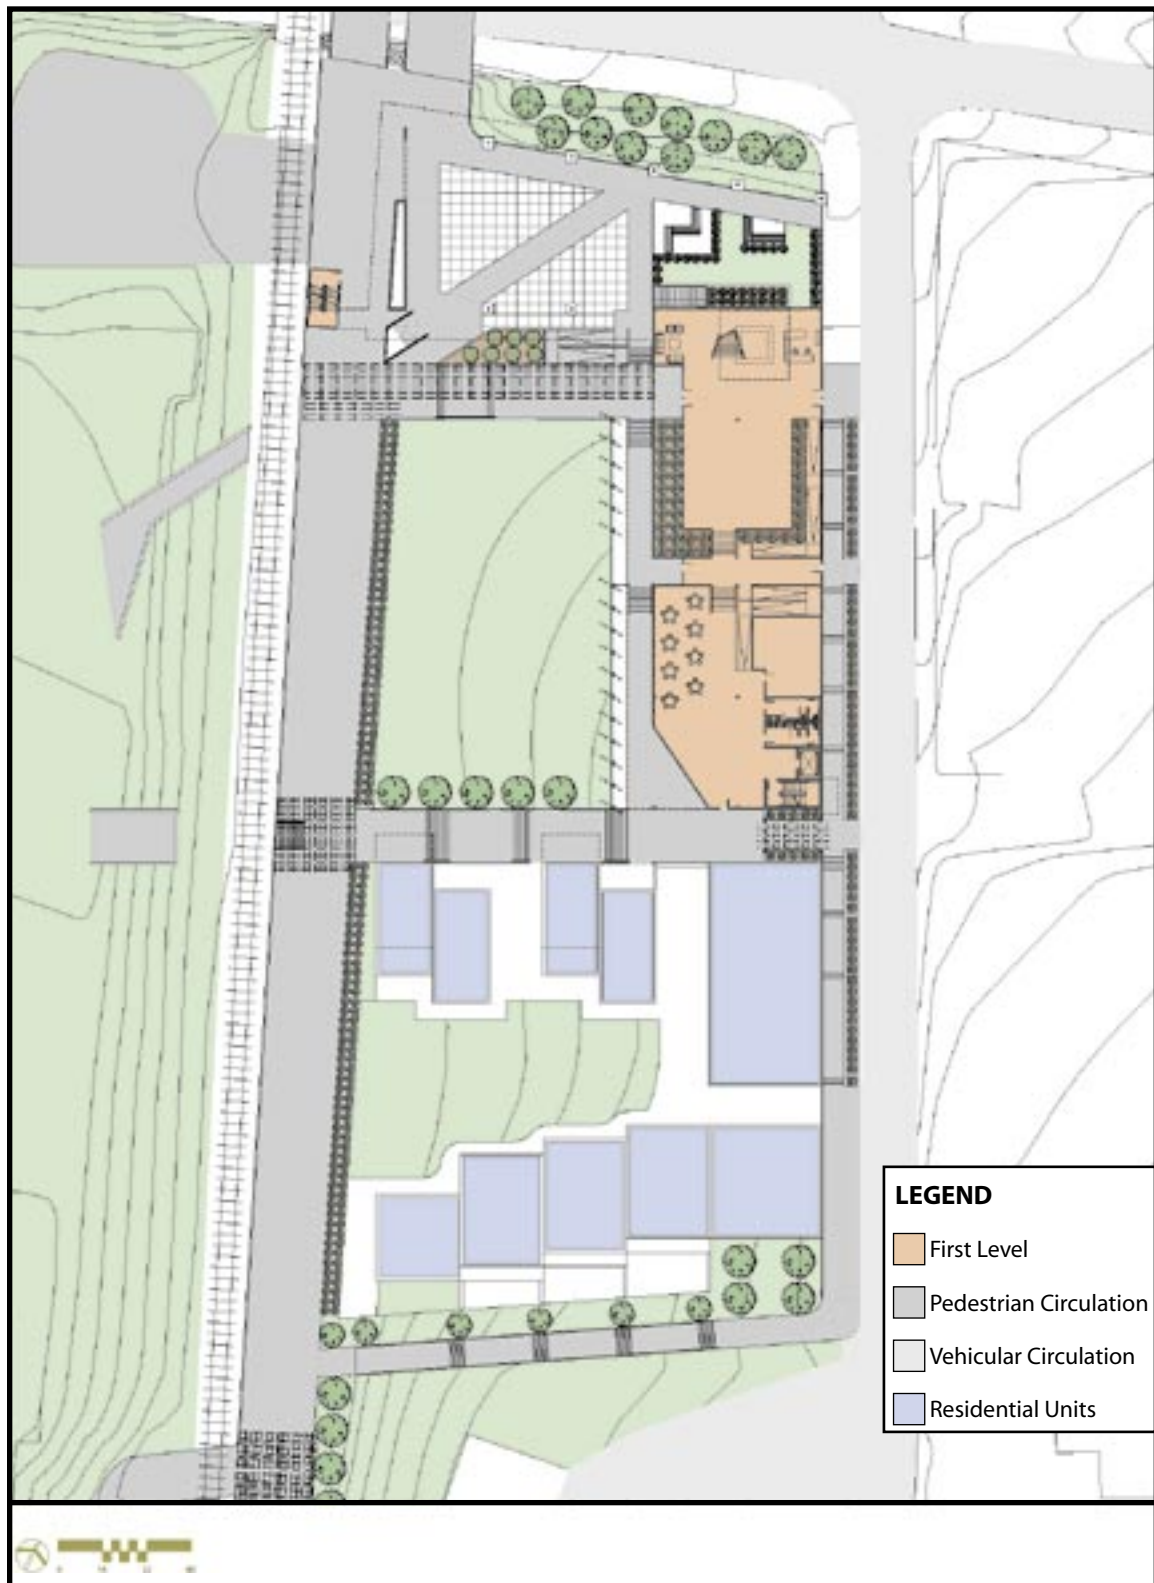 LEGEND
First Level
Pedestrian Circulation
Vehicular Circulation
Residential Units